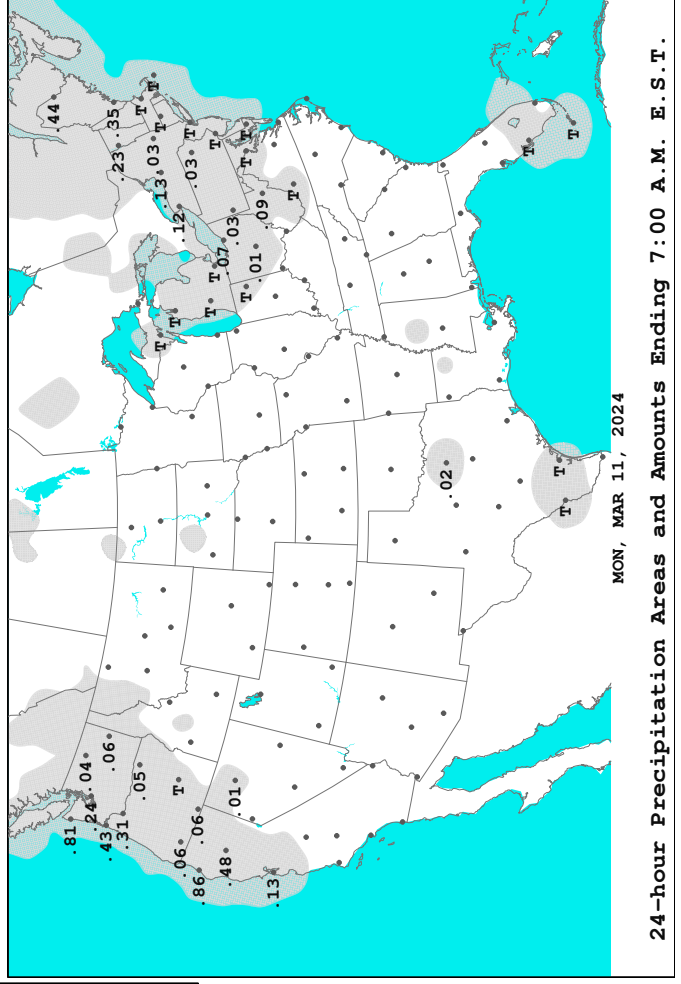 .44
.81
.04
.24
.43
.06
.35
.23
.31
.05
T
.03
T
.13
T
T
T
T
.12
.06
T
.03
.86
.06
T
T
T
.07
.48
.03
.01
T
T
T
.01
.09
.13
T
.02
T
T
T
T
MON, MAR 11, 2024
24-hour Precipitation Areas and Amounts Ending 7:00 A.M. E.S.T.